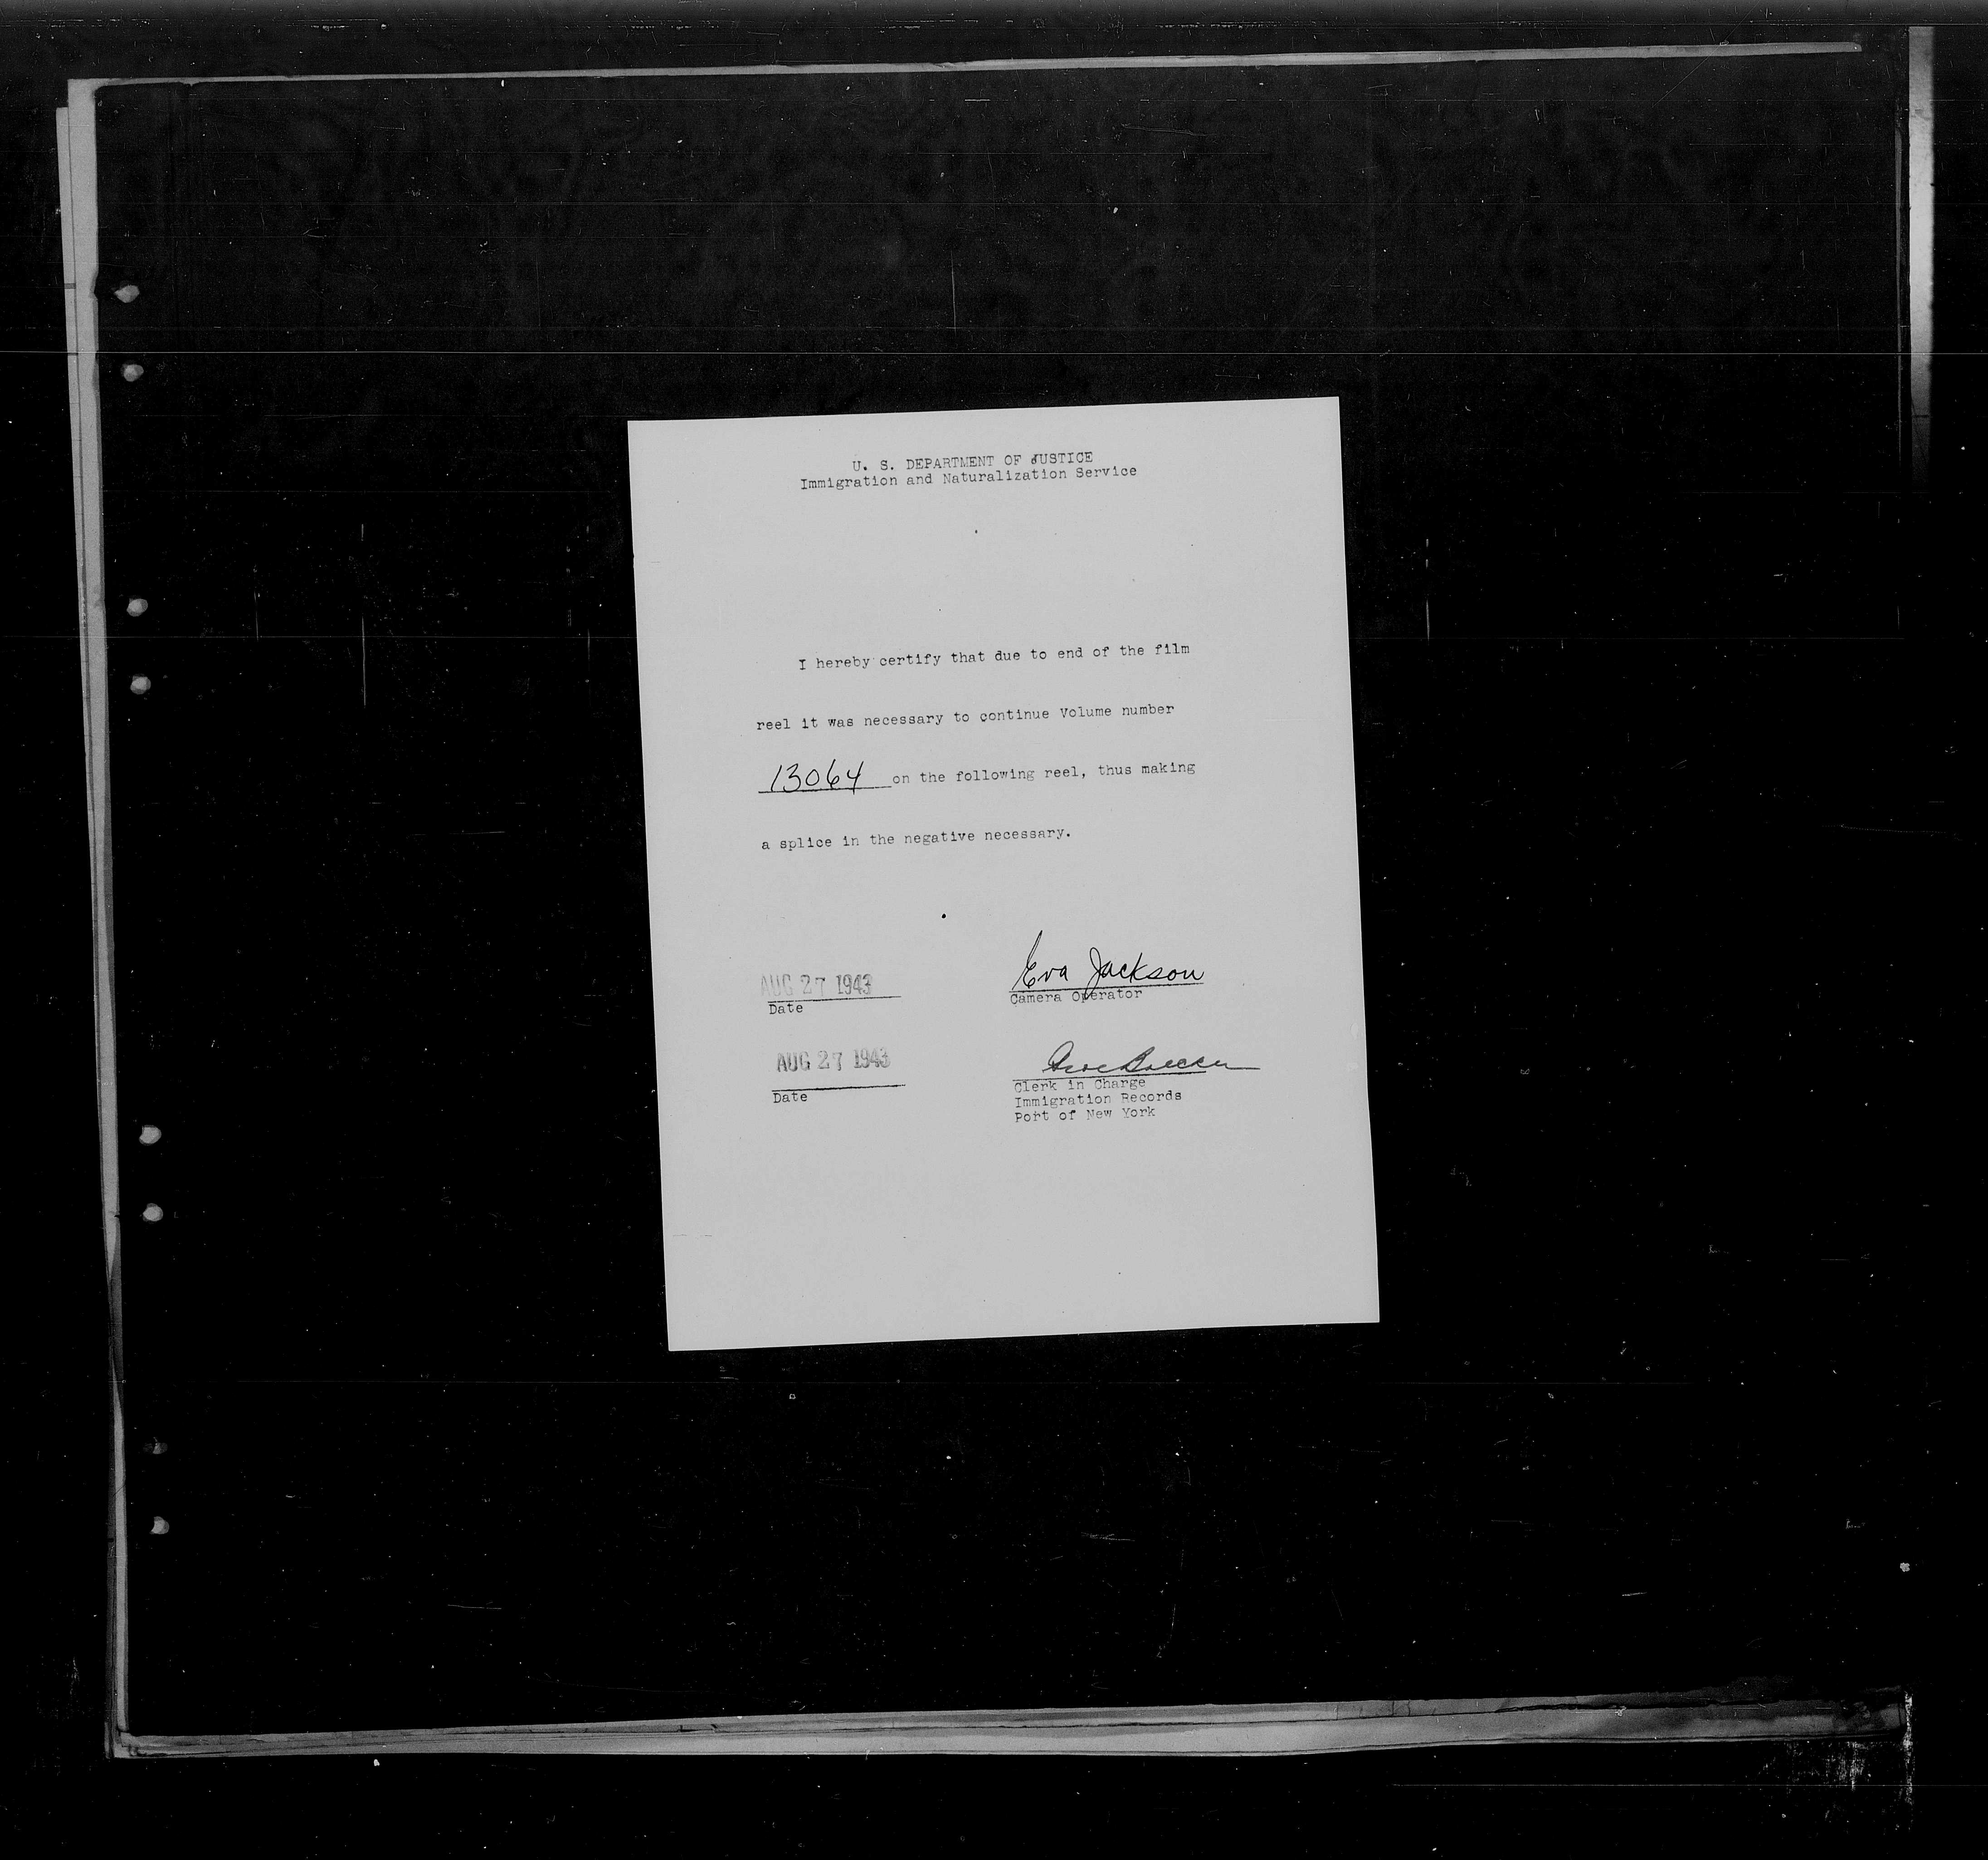 U. S. DEPARTMENT OF JUSTICE
Immigration and Naturalization Service
I hereby certify that due to end of the film
reel it was necessary to continue Volume number
13064 on the following reel, thus making
a splice in the negative necessary.
AUG 27 1943
Date
Eva Jackson
Camera Operator
AUG 27 1943
Date
Clerk in Charge
Immigration Records
Port of New York